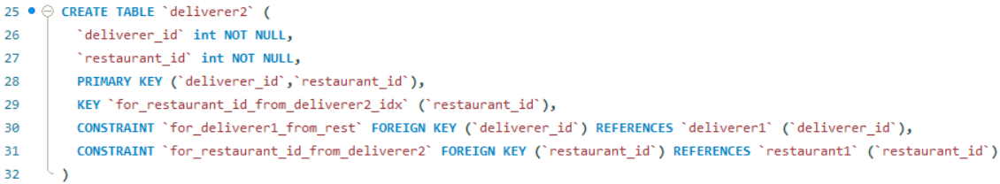 25 CREATE TABLE `deliverer2` (
26 `deliverer_id` int NOT NULL,
27 `restaurant_id` int NOT NULL,
28 PRIMARY KEY (`deliverer_id`,`restaurant_id`),
29 KEY `for_restaurant_id_from_deliverer2_idx` (`restaurant_id`),
30 CONSTRAINT `for_deliverer1_from_rest` FOREIGN KEY (`deliverer_id`) REFERENCES `deliverer1` (`deliverer_id`),
31 CONSTRAINT `for_restaurant_id_from_deliverer2` FOREIGN KEY (`restaurant_id`) REFERENCES `restaurant1` (`restaurant_id`)
32 )